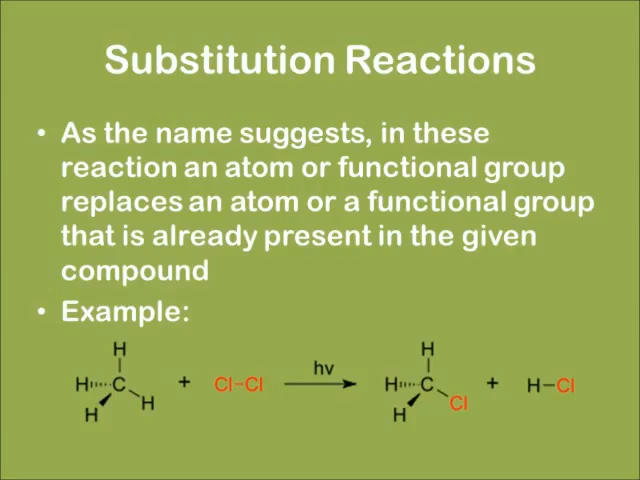 Substitution Reactions
• As the name suggests, in these
reaction an atom or functional group
replaces an atom or a functional group
that is already present in the given
compound
• Example:
H H
hν
H C + Cl-Cl H C + H-Cl
H H H Cl